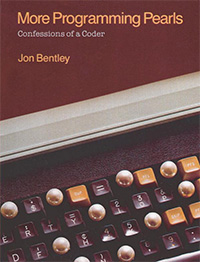 More Programming Pearls
Confessions of a Coder
Jon Bentley